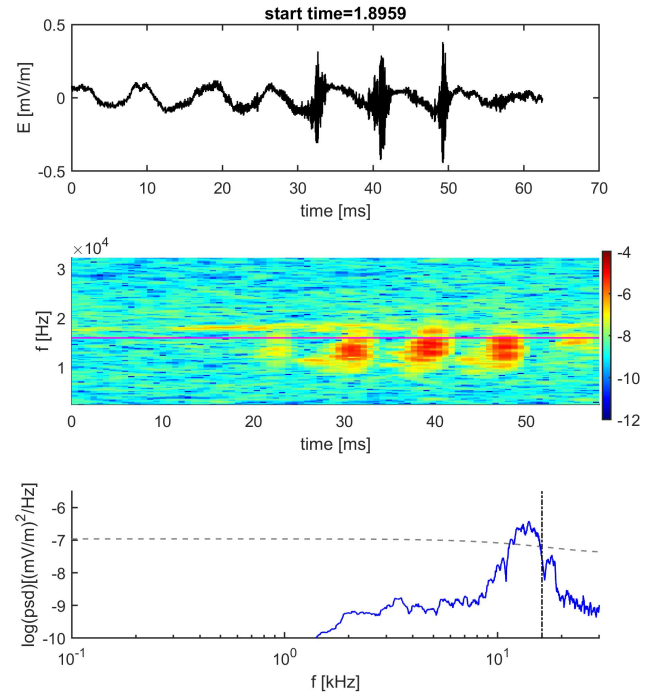 start time=1.8959
0.5
0
-0.5
E [mV/m]
0 10 20 30 40 50 60 70
time [ms]
×10⁴
3
2
1
f [Hz]
-4
-6
-8
-10
-12
0 10 20 30 40 50
time [ms]
-6
-7
-8
-9
-10
log(psd)[(mV/m)²/Hz)
10⁻¹ 10⁰ 10¹
f [kHz]